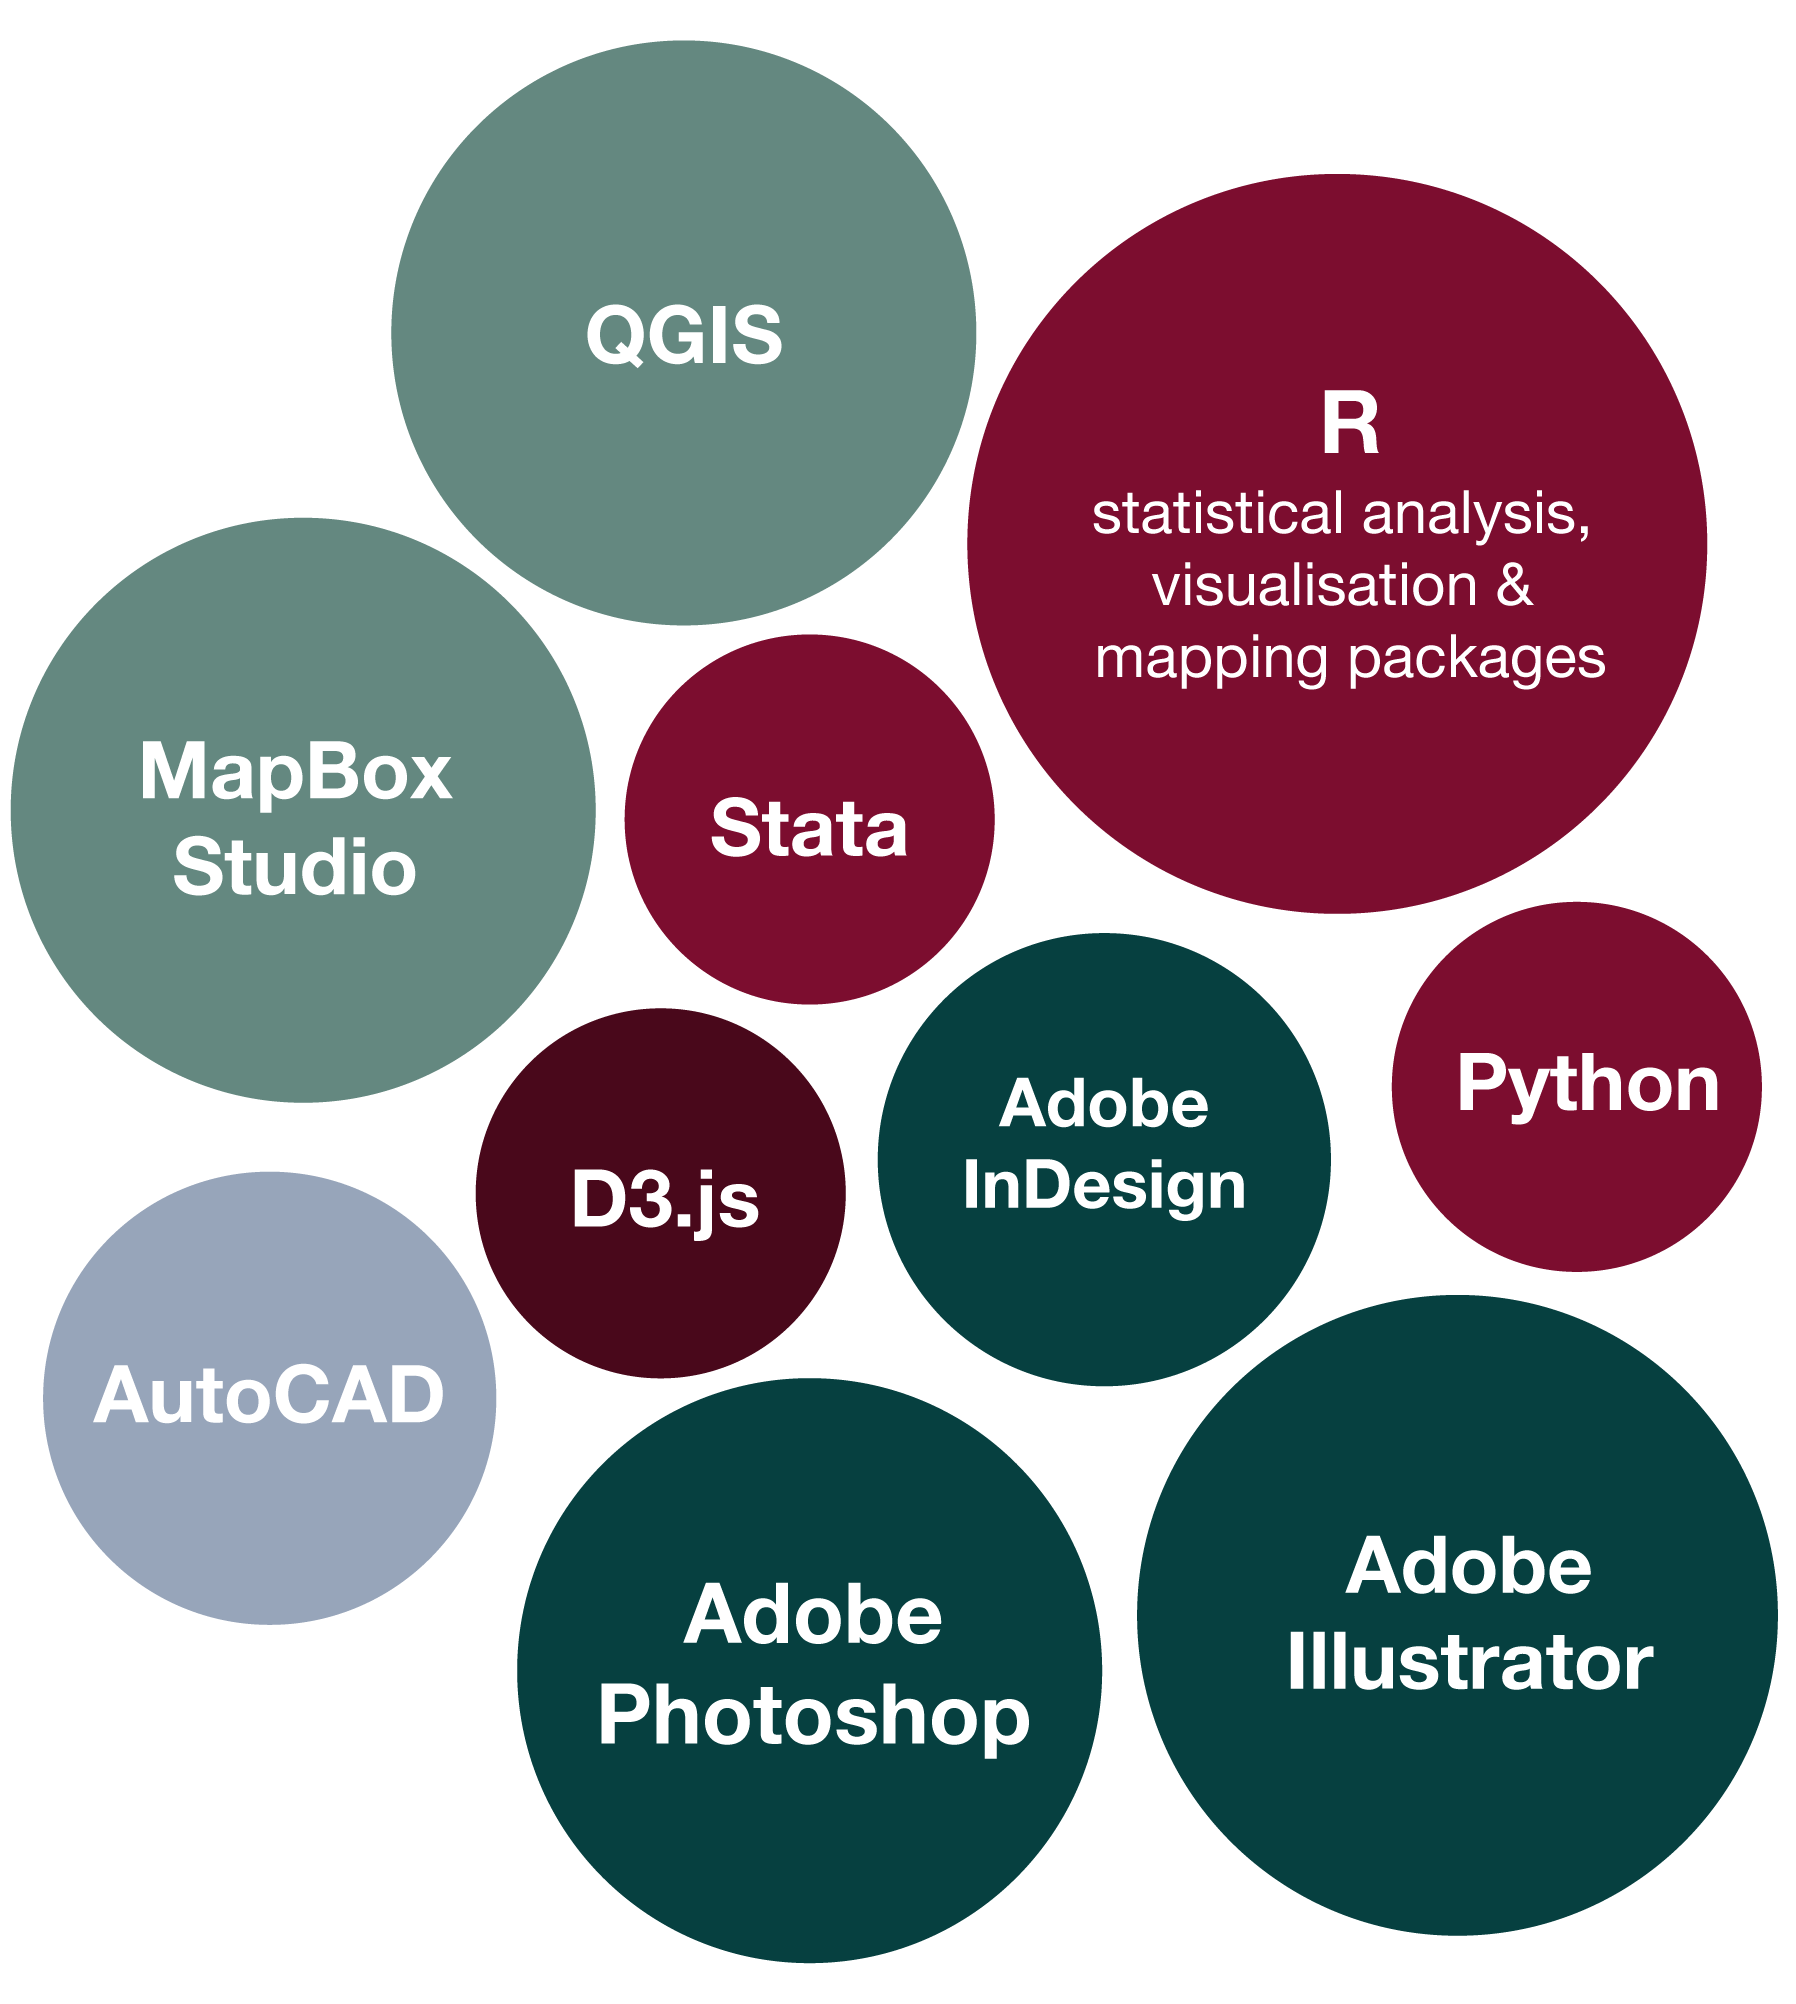 QGIS
R
statistical analysis,
visualisation &
mapping packages
MapBox
Studio
Stata
Adobe
InDesign
Python
D3.js
AutoCAD
Adobe
Photoshop
Adobe
Illustrator